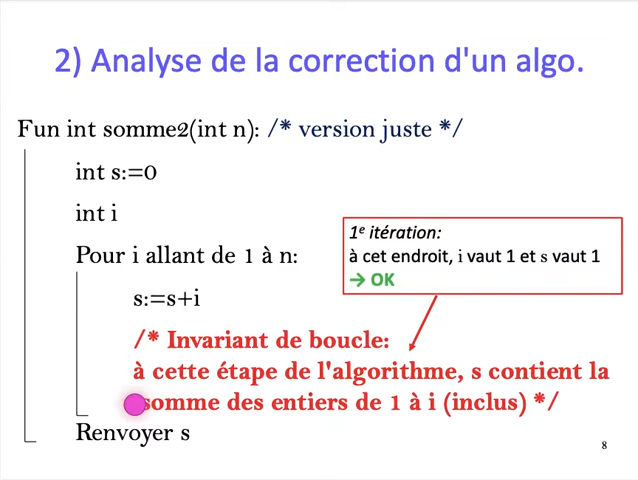 2) Analyse de la correction d'un algo.
Fun int somme2(int n): /* version juste */
int s:=0
int i
Pour i allant de 1 à n:
1e itération:
à cet endroit, i vaut 1 et s vaut 1
→ OK
s:=s+i
/* Invariant de boucle:
à cette étape de l'algorithme, s contient la
somme des entiers de 1 à i (inclus) */
Renvoyer s
8